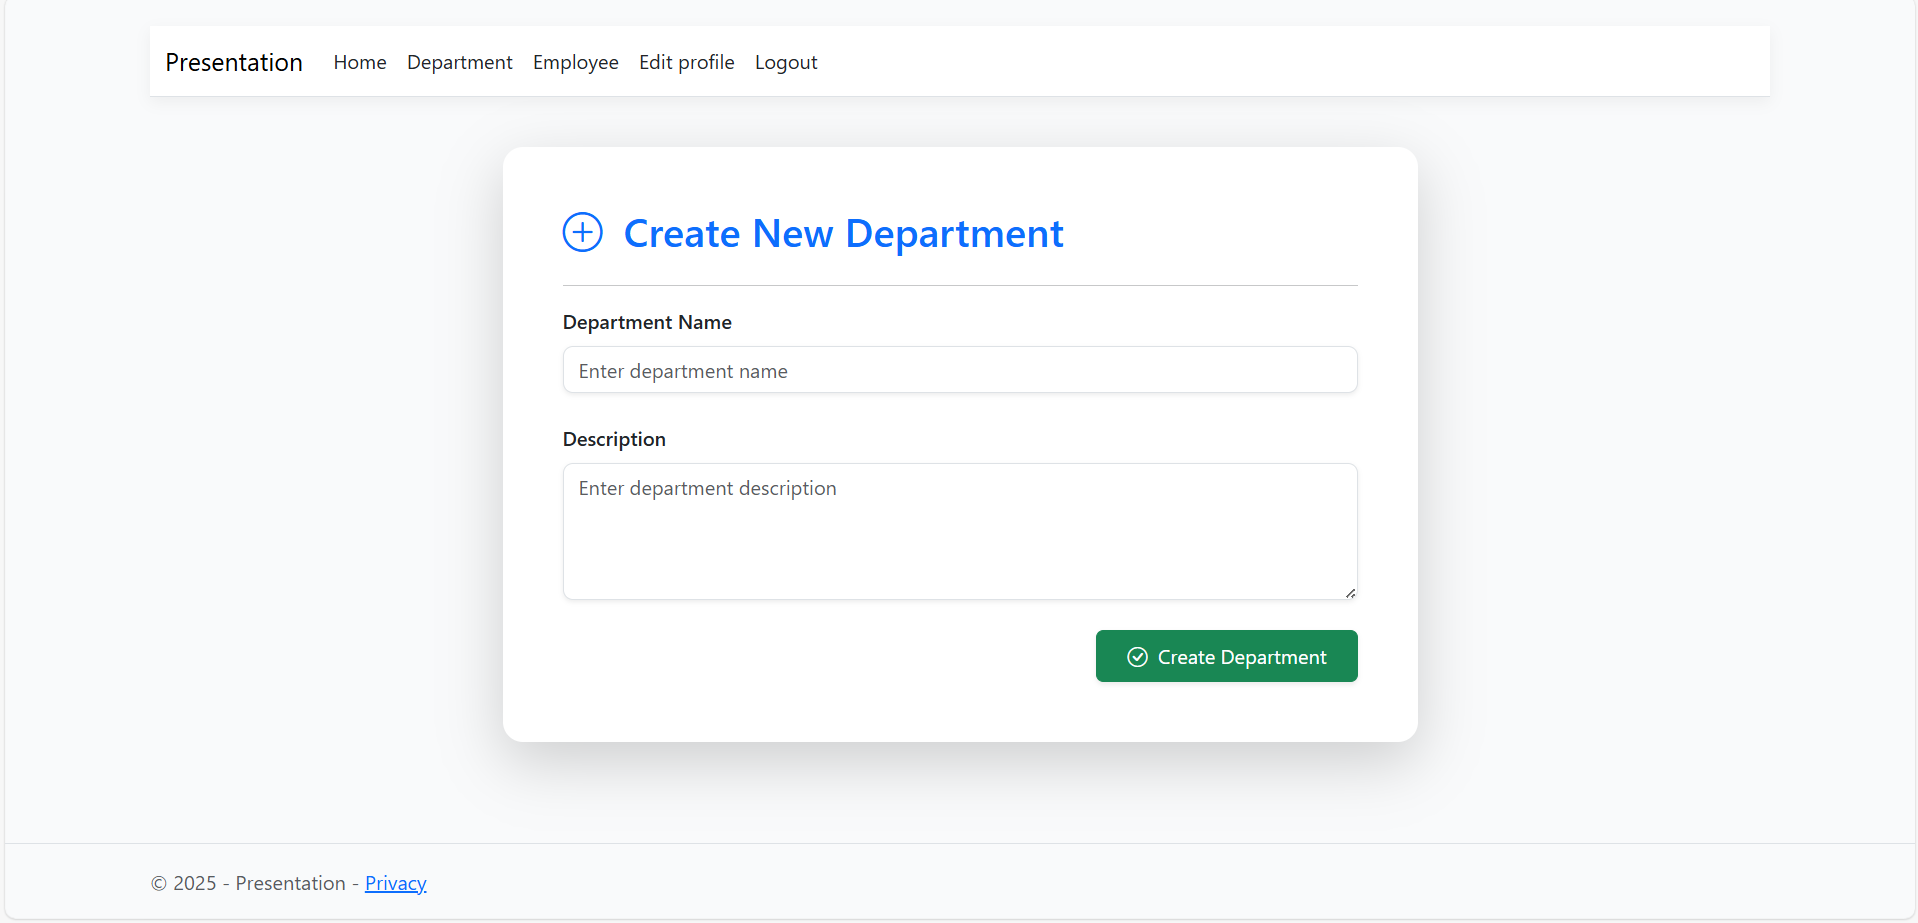 Presentation Home Department Employee Edit profile Logout
Create New Department
Department Name
Enter department name
Description
Enter department description
Create Department
© 2025 - Presentation - Privacy